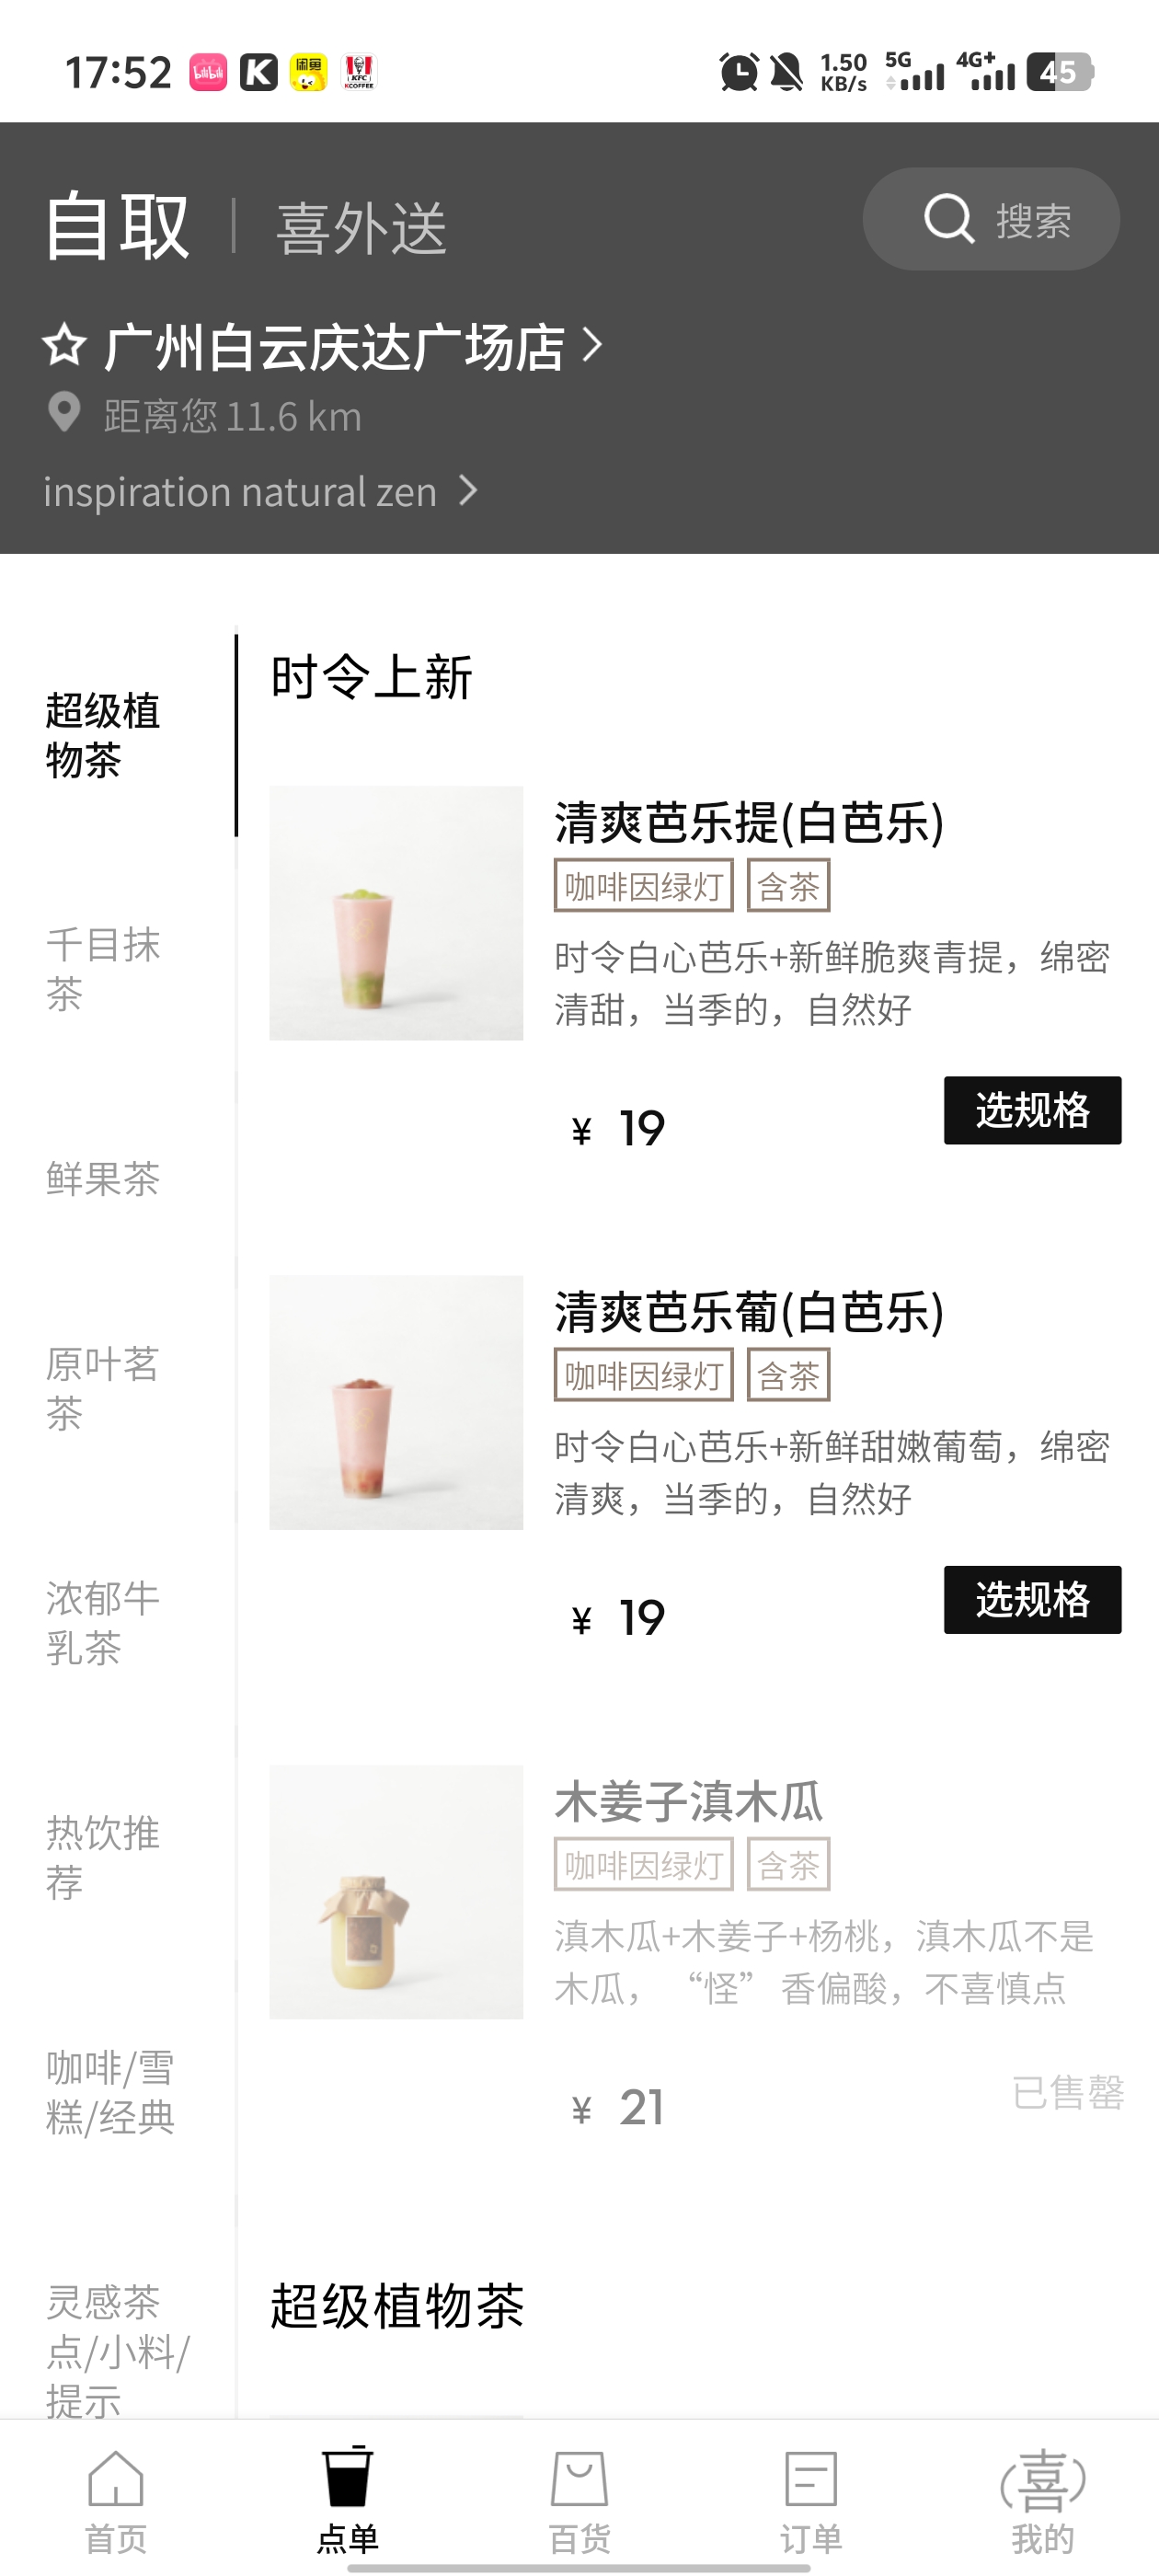 17:52
bilibili
K
闲鱼
KFC
KCOFFEE
1.50
KB/s
5G
4G+
45
自取
喜外送
搜索
广州白云庆达广场店
距离您 11.6 km
inspiration natural zen
超级植
物茶
千目抹
茶
鲜果茶
原叶茗
茶
浓郁牛
乳茶
热饮推
荐
咖啡/雪
糕/经典
灵感茶
点/小料/
提示
时令上新
清爽芭乐提(白芭乐)
咖啡因绿灯 含茶
时令白心芭乐+新鲜脆爽青提，绵密
清甜，当季的，自然好
¥ 19
选规格
清爽芭乐葡(白芭乐)
咖啡因绿灯 含茶
时令白心芭乐+新鲜甜嫩葡萄，绵密
清爽，当季的，自然好
¥ 19
选规格
木姜子滇木瓜
咖啡因绿灯 含茶
滇木瓜+木姜子+杨桃，滇木瓜不是
木瓜，“怪”香偏酸，不喜慎点
¥ 21
已售罄
超级植物茶
首页
点单
百货
订单
(喜)
我的